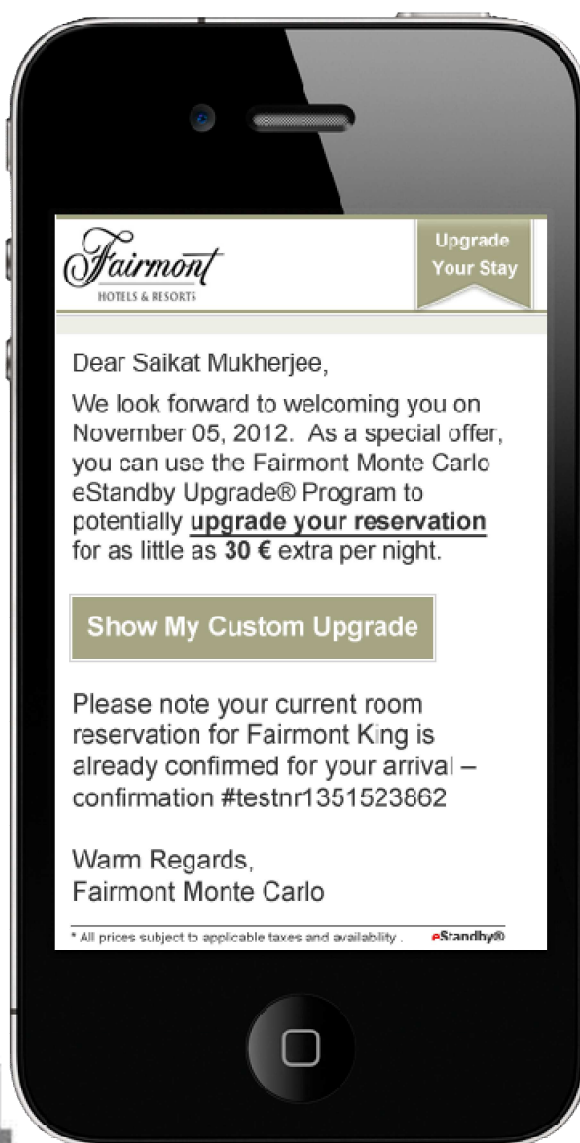 Fairmont
HOTELS & RESORTS
Upgrade
Your Stay
Dear Saikat Mukherjee,
We look forward to welcoming you on
November 05, 2012. As a special offer,
you can use the Fairmont Monte Carlo
eStandby Upgrade® Program to
potentially upgrade your reservation
for as little as 30 € extra per night.
Show My Custom Upgrade
Please note your current room
reservation for Fairmont King is
already confirmed for your arrival –
confirmation #testnr1351523862
Warm Regards,
Fairmont Monte Carlo
* All prices subject to applicable taxes and availability .
eStandby®